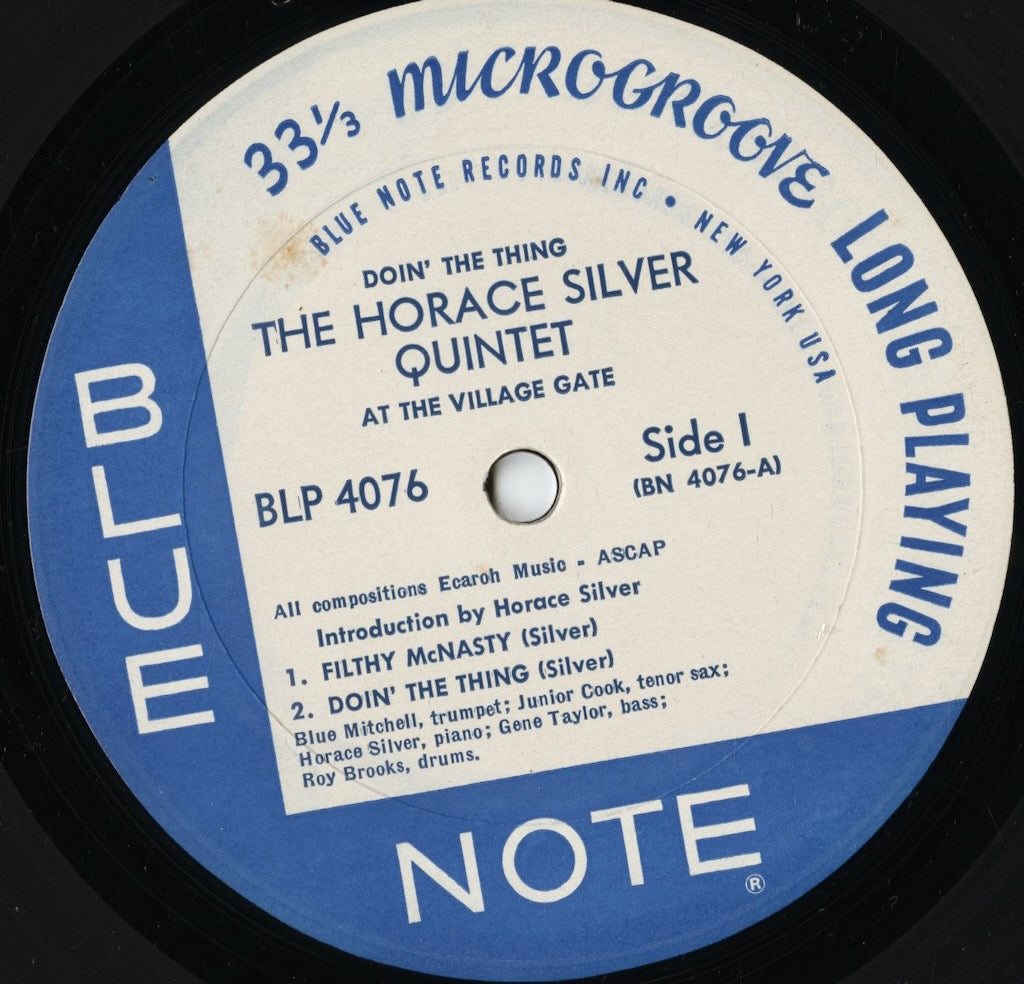 33⅓ MICROGROOVE LONG PLAYING
BLUE NOTE RECORDS INC • NEW YORK USA
DOIN' THE THING
THE HORACE SILVER
QUINTET
AT THE VILLAGE GATE
BLP 4076
Side 1
(BN 4076-A)
All compositions Ecaroh Music - ASCAP
Introduction by Horace Silver
1. FILTHY McNASTY (Silver)
2. DOIN' THE THING (Silver)
Blue Mitchell, trumpet; Junior Cook, tenor sax;
Horace Silver, piano; Gene Taylor, bass;
Roy Brooks, drums.
BLUE
NOTE ®